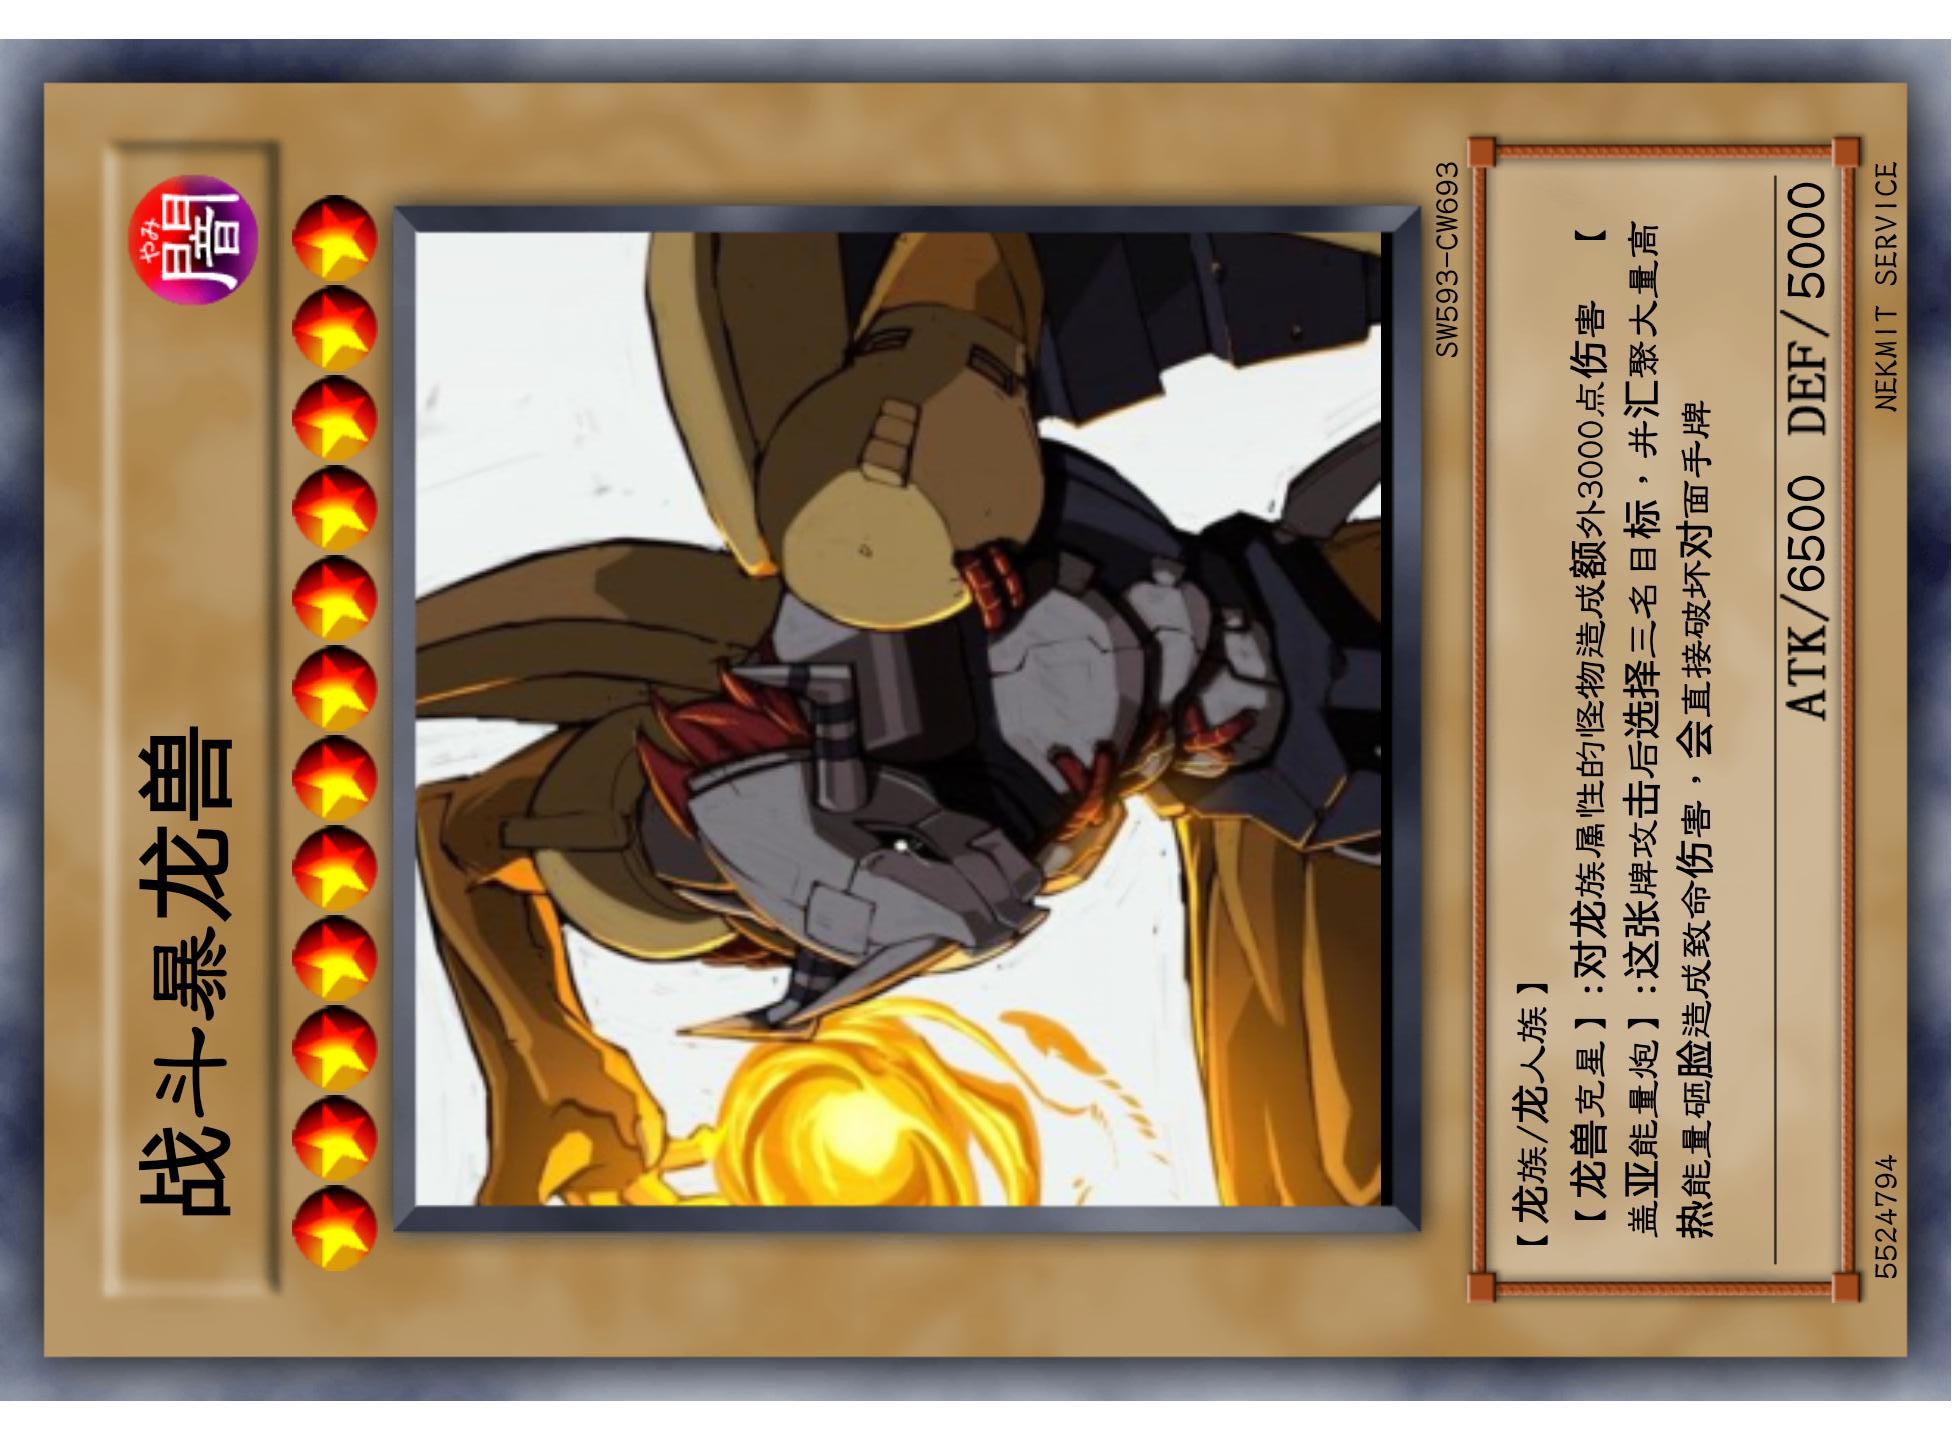 战斗暴龙兽
やみ
闇
SW593-CW693
【龙族/龙人族】
【龙兽克星】:对龙族属性的怪物造成额外3000点伤害 【
盖亚能量炮】:这张牌攻击后选择三名目标，并汇聚大量高
热能量砸脸造成致命伤害，会直接破坏对面手牌
ATK/6500 DEF/5000
5524794 NEKMIT SERVICE